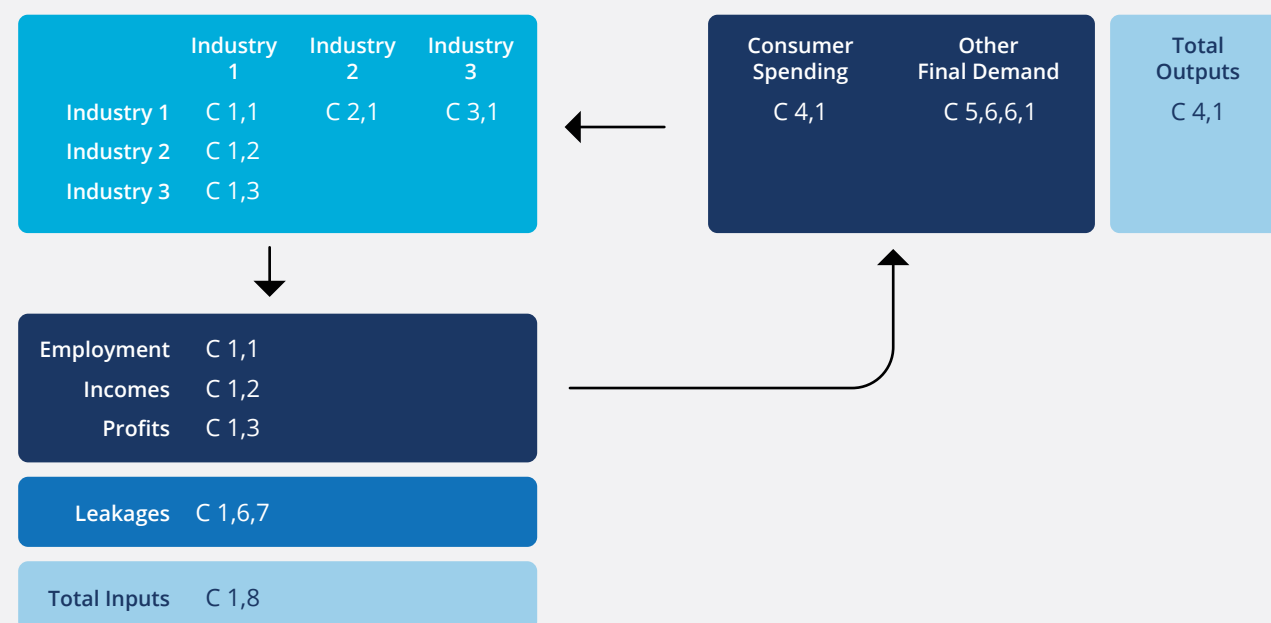 Industry 1 Industry 2 Industry 3
Industry 1 C 1,1 C 2,1 C 3,1
Industry 2 C 1,2
Industry 3 C 1,3
Consumer Spending Other Final Demand
C 4,1 C 5,6,6,1
Total Outputs
C 4,1
Employment C 1,1
Incomes C 1,2
Profits C 1,3
Leakages C 1,6,7
Total Inputs C 1,8